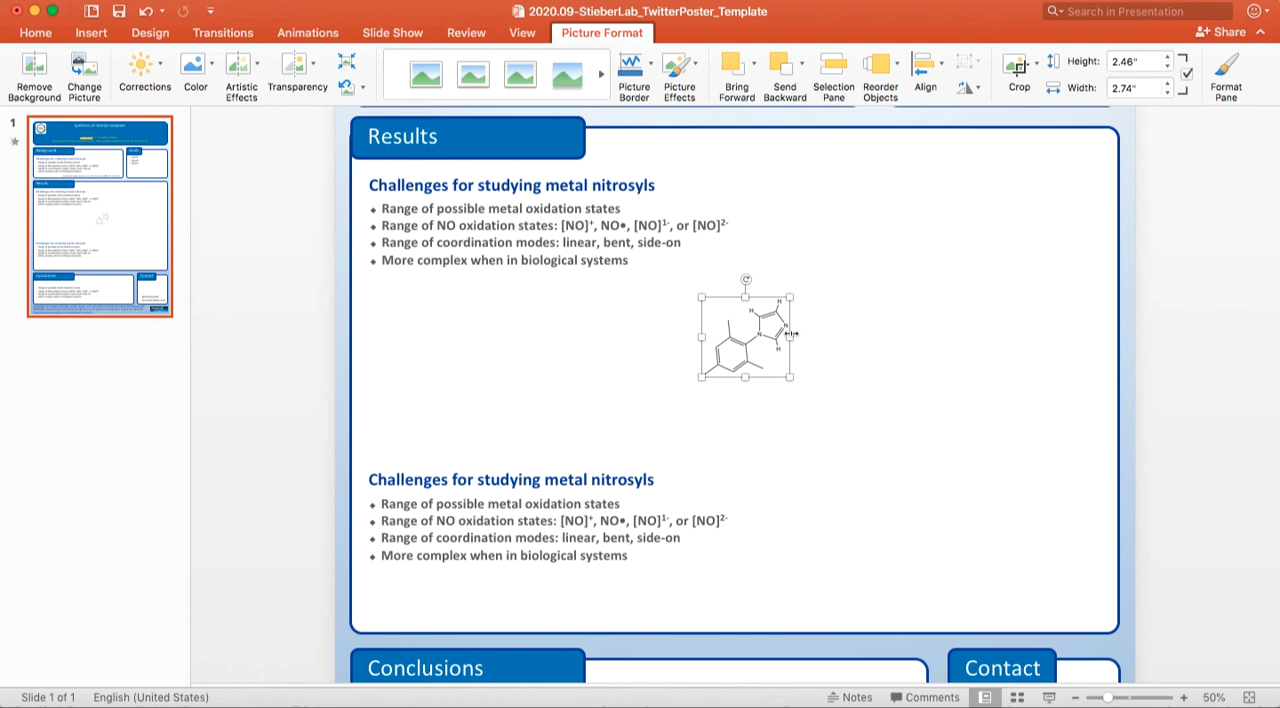 2020.09-StieberLab_TwitterPoster_Template
Search in Presentation
Home Insert Design Transitions Animations Slide Show Review View Picture Format Share
Remove Background
Change Picture
Corrections
Color
Artistic Effects
Transparency
Picture Border
Picture Effects
Bring Forward
Send Backward
Selection Pane
Reorder Objects
Align
Crop
Height: 2.46"
Width: 2.74"
Format Pane
1
Results
Challenges for studying metal nitrosyls
◆ Range of possible metal oxidation states
◆ Range of NO oxidation states: [NO]⁺, NO•, [NO]¹⁻, or [NO]²⁻
◆ Range of coordination modes: linear, bent, side-on
◆ More complex when in biological systems
H
H
N
N
H
Challenges for studying metal nitrosyls
◆ Range of possible metal oxidation states
◆ Range of NO oxidation states: [NO]⁺, NO•, [NO]¹⁻, or [NO]²⁻
◆ Range of coordination modes: linear, bent, side-on
◆ More complex when in biological systems
Conclusions
Contact
Slide 1 of 1 English (United States) Notes Comments 50%